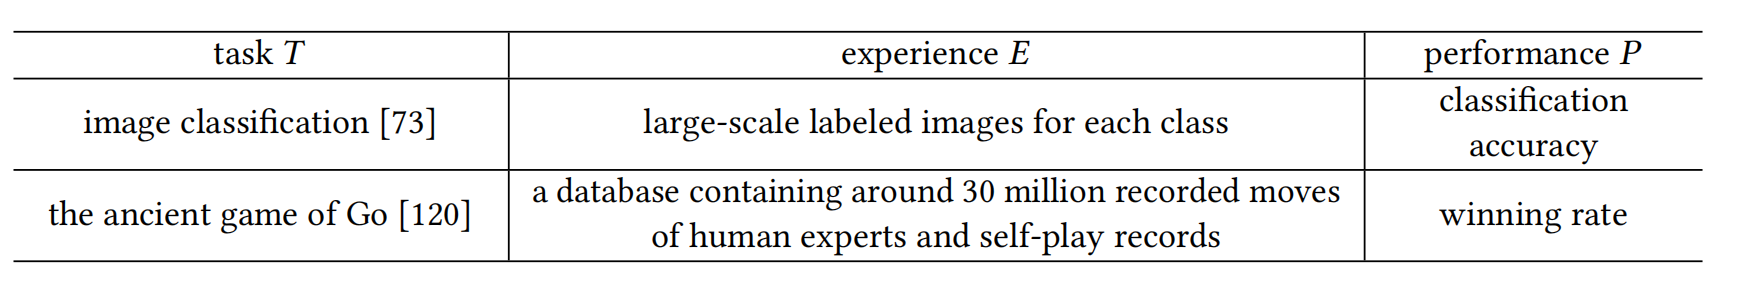 task T experience E performance P
image classification [73] large-scale labeled images for each class classification
accuracy
the ancient game of Go [120] a database containing around 30 million recorded moves
of human experts and self-play records winning rate